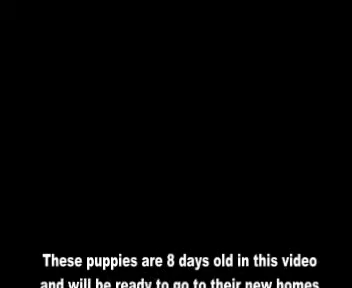 These puppies are 8 days old in this video
and will be ready to go to their new homes